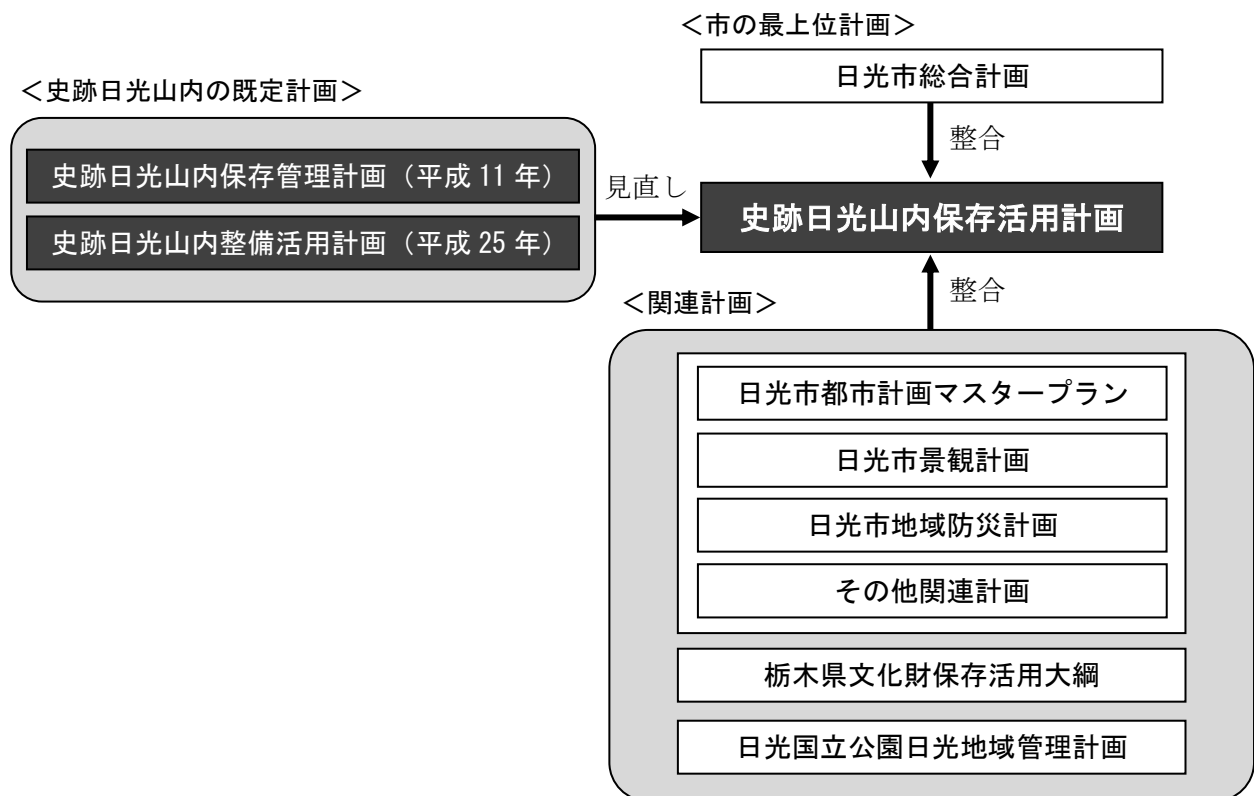 ＜市の最上位計画＞
日光市総合計画
整合
＜史跡日光山内の既定計画＞
史跡日光山内保存管理計画（平成 11 年）
史跡日光山内整備活用計画（平成 25 年）
見直し
史跡日光山内保存活用計画
整合
＜関連計画＞
日光市都市計画マスタープラン
日光市景観計画
日光市地域防災計画
その他関連計画
栃木県文化財保存活用大綱
日光国立公園日光地域管理計画